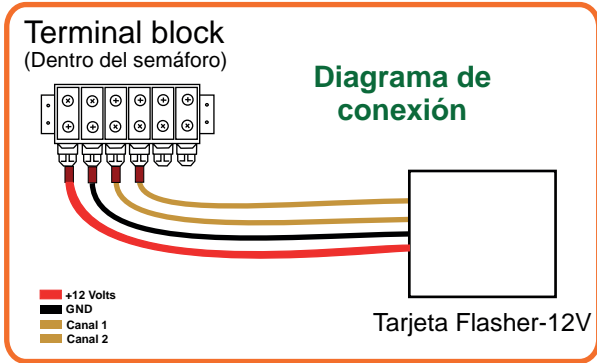 Terminal block
(Dentro del semáforo)
Diagrama de
conexión
+12 Volts
GND
Canal 1
Canal 2
Tarjeta Flasher-12V